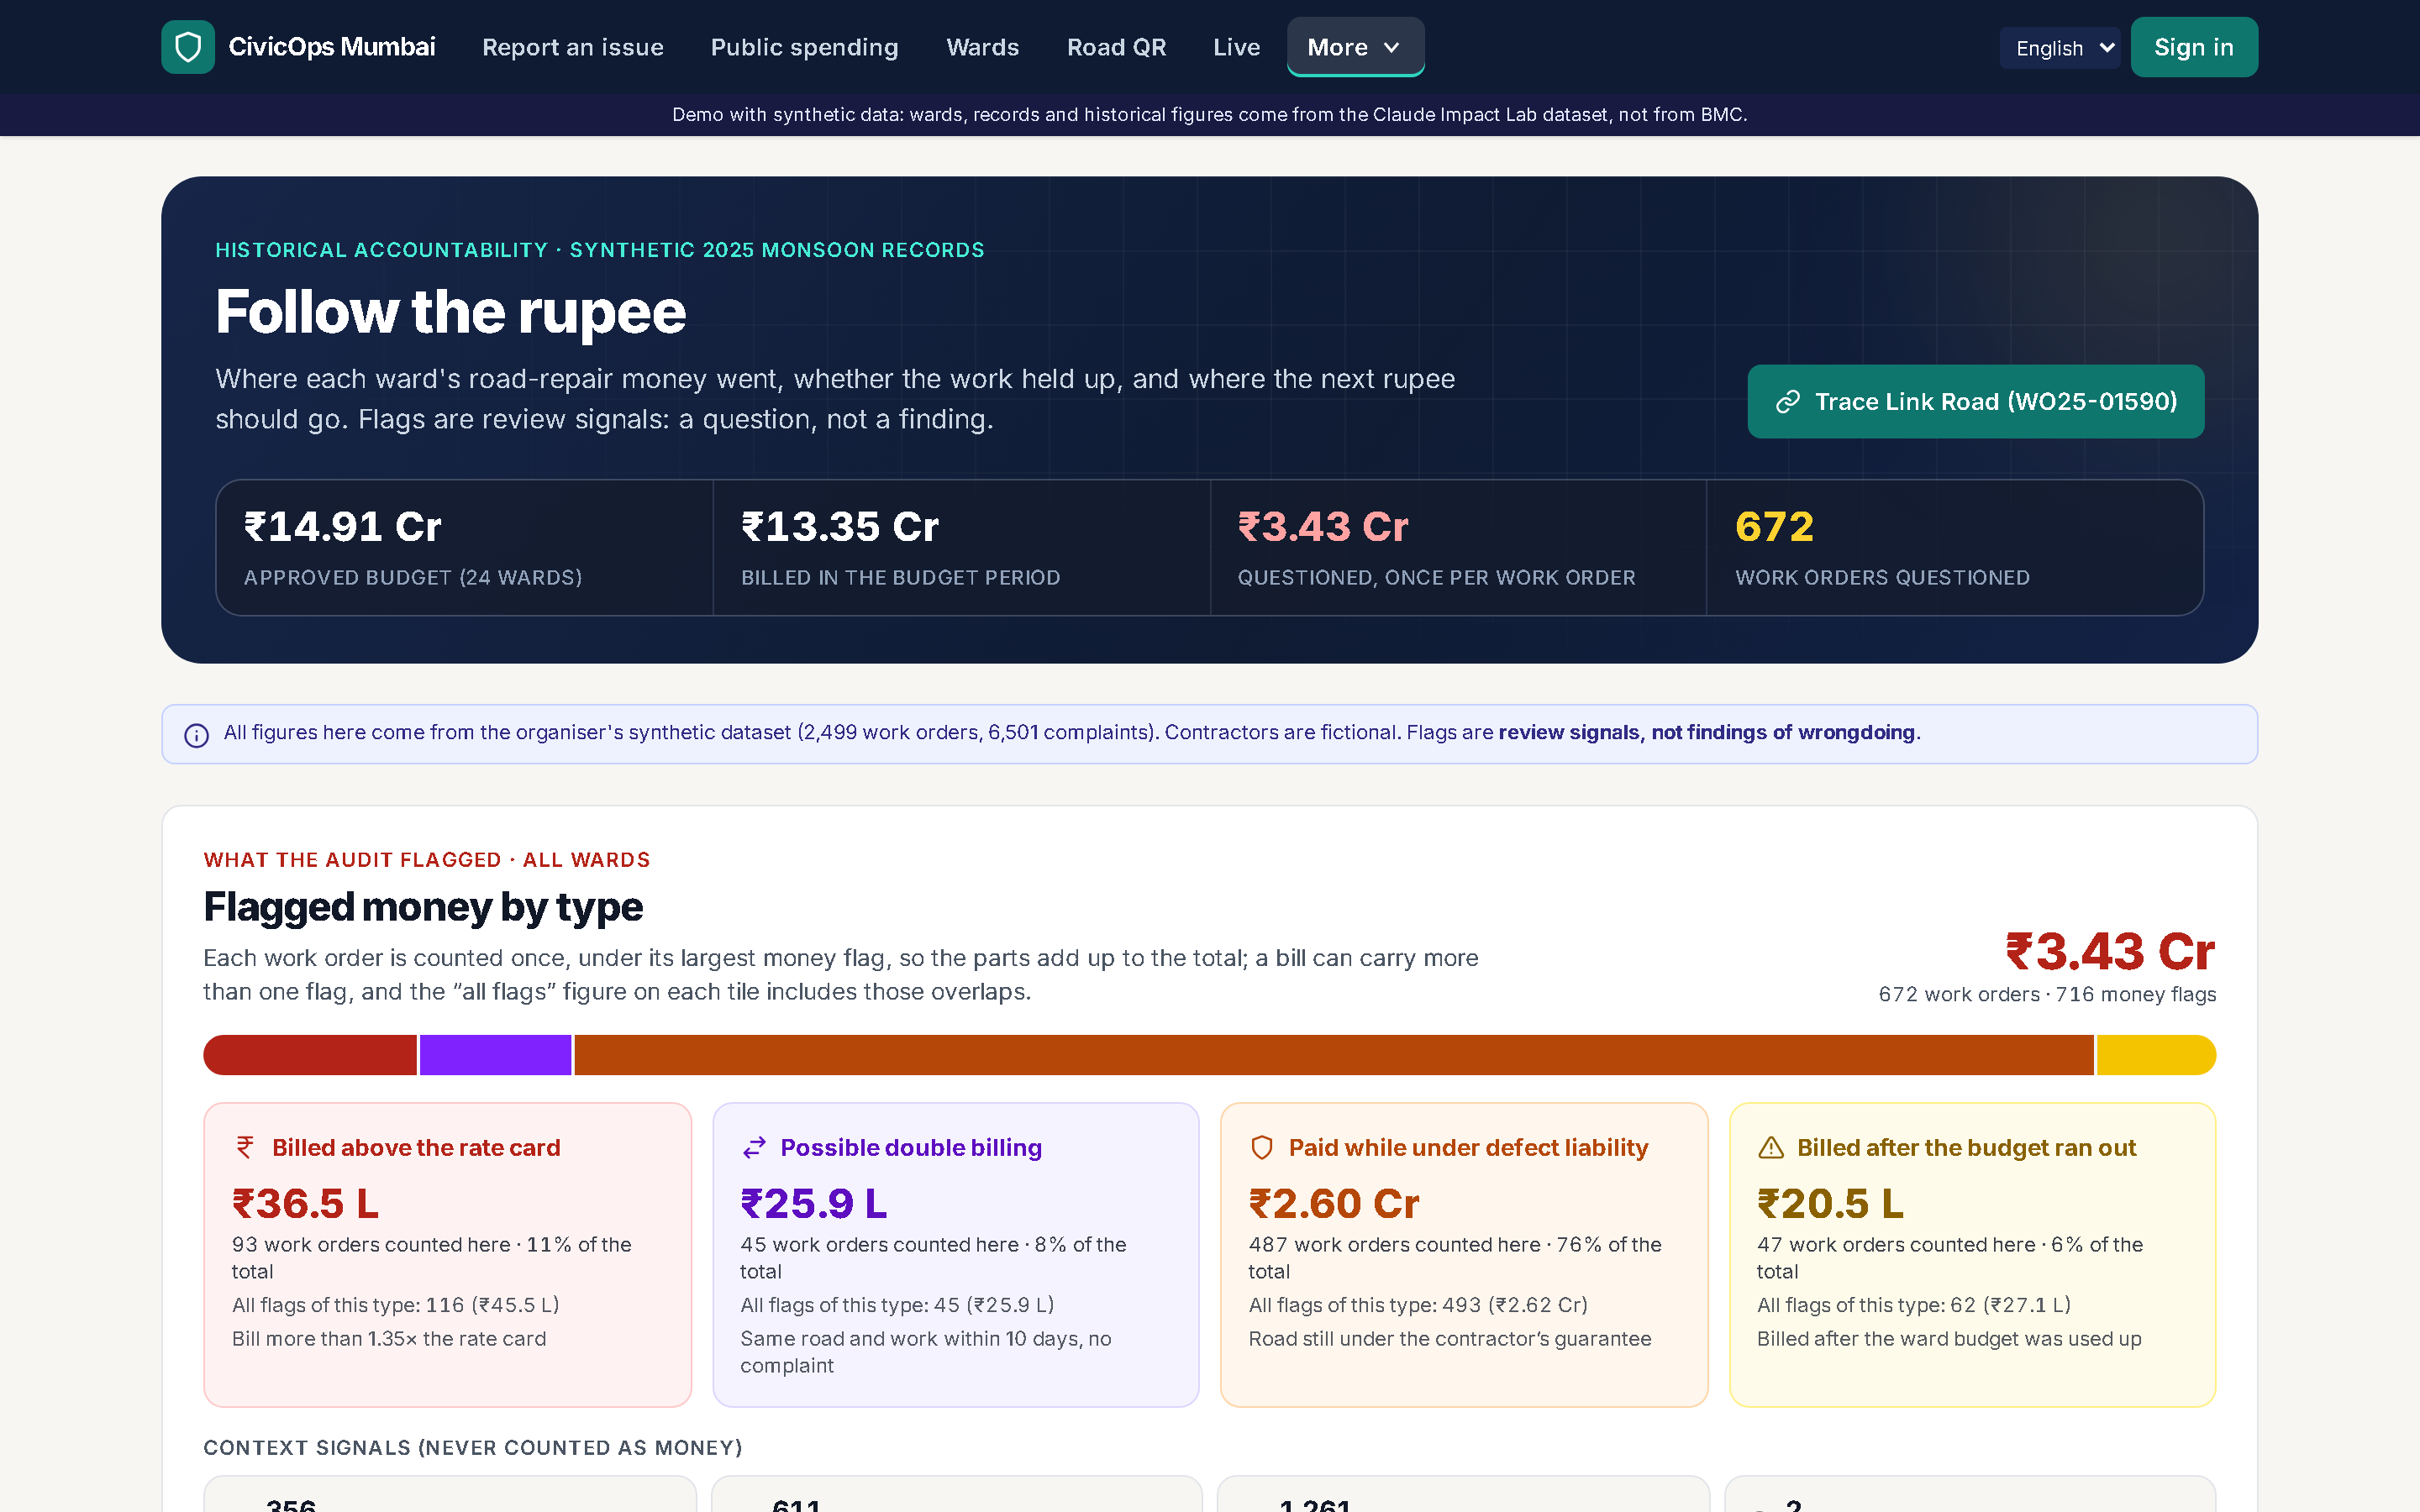 CivicOps Mumbai
Report an issue
Public spending
Wards
Road QR
Live
More
English
Sign in
Demo with synthetic data: wards, records and historical figures come from the Claude Impact Lab dataset, not from BMC.
HISTORICAL ACCOUNTABILITY · SYNTHETIC 2025 MONSOON RECORDS
Follow the rupee
Where each ward's road-repair money went, whether the work held up, and where the next rupee
should go. Flags are review signals: a question, not a finding.
Trace Link Road (WO25-01590)
₹14.91 Cr
APPROVED BUDGET (24 WARDS)
₹13.35 Cr
BILLED IN THE BUDGET PERIOD
₹3.43 Cr
QUESTIONED, ONCE PER WORK ORDER
672
WORK ORDERS QUESTIONED
All figures here come from the organiser's synthetic dataset (2,499 work orders, 6,501 complaints). Contractors are fictional. Flags are review signals, not findings of wrongdoing.
WHAT THE AUDIT FLAGGED · ALL WARDS
Flagged money by type
Each work order is counted once, under its largest money flag, so the parts add up to the total; a bill can carry more
than one flag, and the “all flags” figure on each tile includes those overlaps.
₹3.43 Cr
672 work orders · 716 money flags
Billed above the rate card
₹36.5 L
93 work orders counted here · 11% of the
total
All flags of this type: 116 (₹45.5 L)
Bill more than 1.35× the rate card
Possible double billing
₹25.9 L
45 work orders counted here · 8% of the
total
All flags of this type: 45 (₹25.9 L)
Same road and work within 10 days, no
complaint
Paid while under defect liability
₹2.60 Cr
487 work orders counted here · 76% of the
total
All flags of this type: 493 (₹2.62 Cr)
Road still under the contractor’s guarantee
Billed after the budget ran out
₹20.5 L
47 work orders counted here · 6% of the
total
All flags of this type: 62 (₹27.1 L)
Billed after the ward budget was used up
CONTEXT SIGNALS (NEVER COUNTED AS MONEY)
356
611
1,261
2